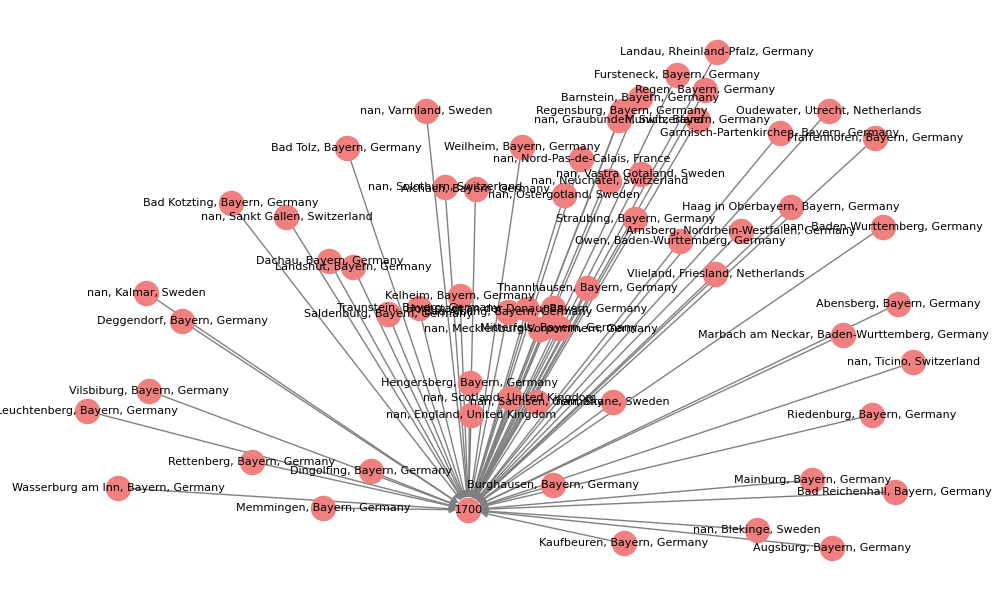 Landau, Rheinland-Pfalz, Germany
Fursteneck, Bayern, Germany
Regen, Bayern, Germany
Barnstein, Bayern, Germany
nan, Varmland, Sweden
Regensburg, Bayern, Germany
Oudewater, Utrecht, Netherlands
nan, Graubunden, Switzerland
Munich, Bayern, Germany
Garmisch-Partenkirchen, Bayern, Germany
Pfaffenhofen, Bayern, Germany
Bad Tolz, Bayern, Germany
Weilheim, Bayern, Germany
nan, Nord-Pas-de-Calais, France
nan, Vastra Gotaland, Sweden
nan, Neuchatel, Switzerland
nan, Solothurn, Switzerland
Aichach, Bayern, Germany
nan, Ostergotland, Sweden
Bad Kotzting, Bayern, Germany
nan, Sankt Gallen, Switzerland
Haag in Oberbayern, Bayern, Germany
Straubing, Bayern, Germany
nan, Baden-Wurttemberg, Germany
Arnsberg, Nordrhein-Westfalen, Germany
Owen, Baden-Wurttemberg, Germany
Dachau, Bayern, Germany
Landshut, Bayern, Germany
Vlieland, Friesland, Netherlands
Thannhausen, Bayern, Germany
nan, Kalmar, Sweden
Kelheim, Bayern, Germany
Abensberg, Bayern, Germany
Traunstein, Bayern, Germany
Saldenburg, Bayern, Germany
Deggendorf, Bayern, Germany
Mitterfels, Bayern, Germany
nan, Mecklenburg-Vorpommern, Germany
Marbach am Neckar, Baden-Wurttemberg, Germany
nan, Ticino, Switzerland
Hengersberg, Bayern, Germany
Vilsbiburg, Bayern, Germany
nan, Scotland, United Kingdom
nan, Sachsen, Germany
nan, Skane, Sweden
Leuchtenberg, Bayern, Germany
nan, England, United Kingdom
Riedenburg, Bayern, Germany
Rettenberg, Bayern, Germany
Dingolfing, Bayern, Germany
Mainburg, Bayern, Germany
Burghausen, Bayern, Germany
Wasserburg am Inn, Bayern, Germany
Bad Reichenhall, Bayern, Germany
Memmingen, Bayern, Germany
1700
nan, Blekinge, Sweden
Kaufbeuren, Bayern, Germany
Augsburg, Bayern, Germany